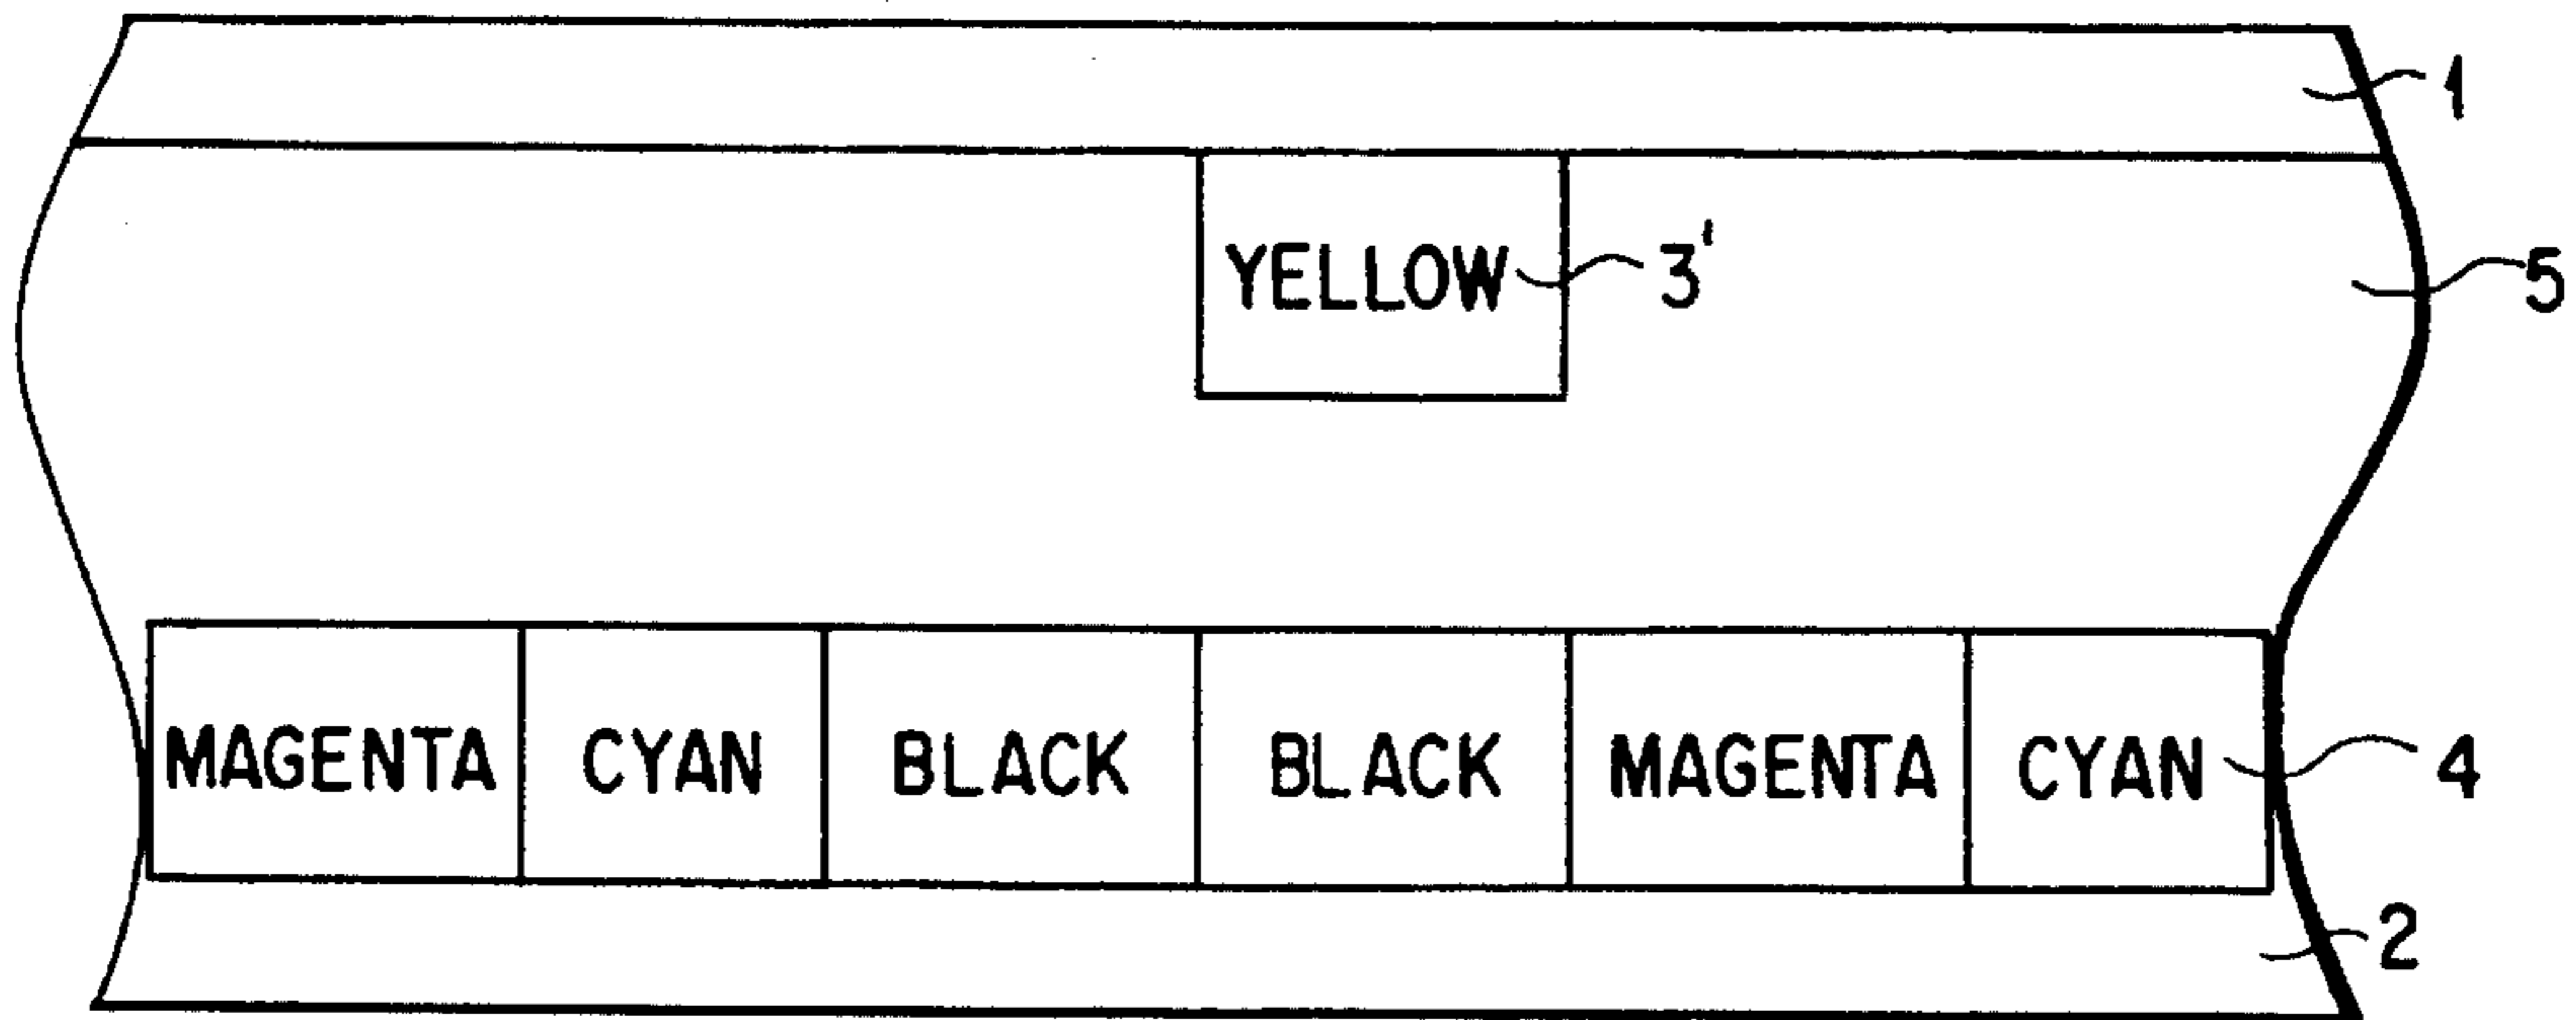 1
YELLOW 3' 5
MAGENTA CYAN BLACK BLACK MAGENTA CYAN 4
2